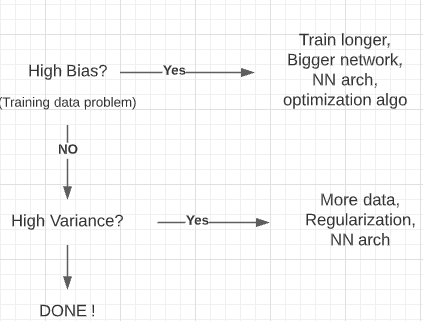 High Bias?
Yes
Train longer,
Bigger network,
NN arch,
optimization algo
(Training data problem)
NO
High Variance?
Yes
More data,
Regularization,
NN arch
DONE !